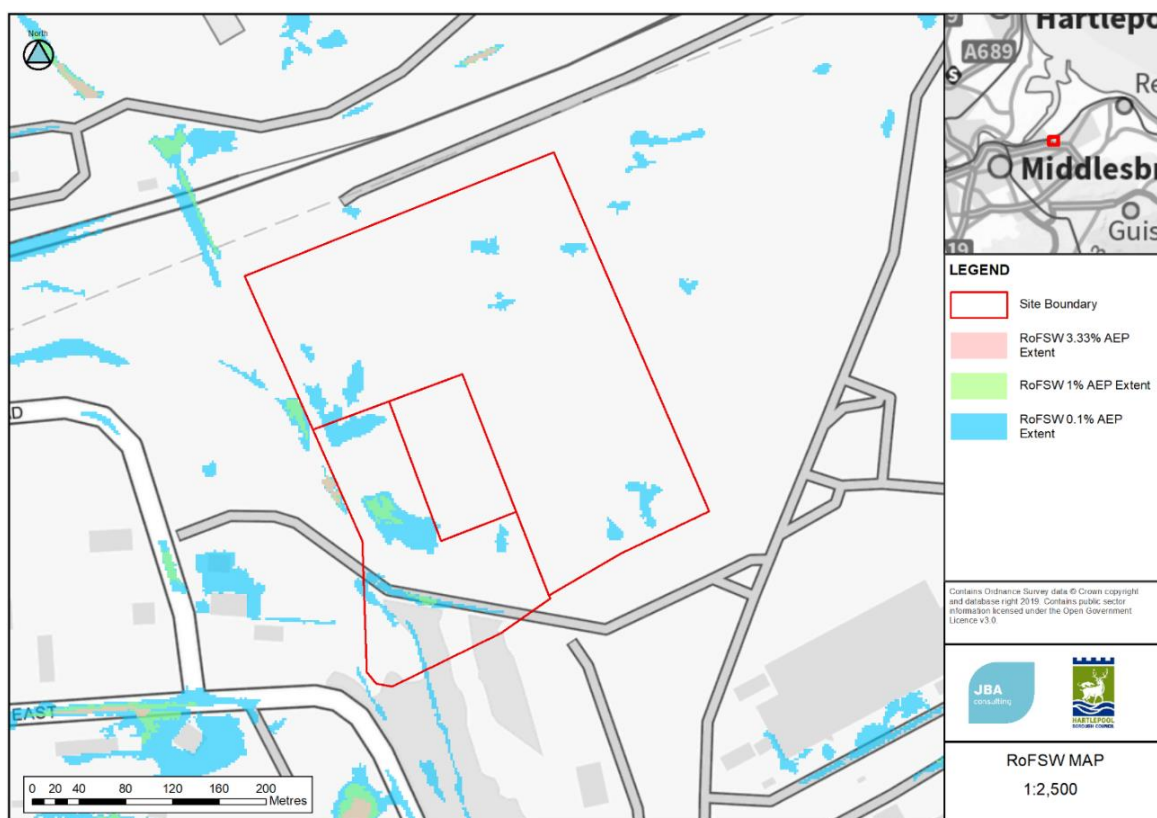 North
AD
EAST
0 20 40 80 120 160 200
Metres
Hartlepo
A689
Re
Middlesbr
Guis
19
LEGEND
Site Boundary
RoFSW 3.33% AEP
Extent
RoFSW 1% AEP Extent
RoFSW 0.1% AEP
Extent
Contains Ordnance Survey data © Crown copyright
and database right 2019. Contains public sector
information licensed under the Open Government
Licence v3.0.
JBA
consulting
HARTLEPOOL
BOROUGH COUNCIL
RoFSW MAP
1:2,500